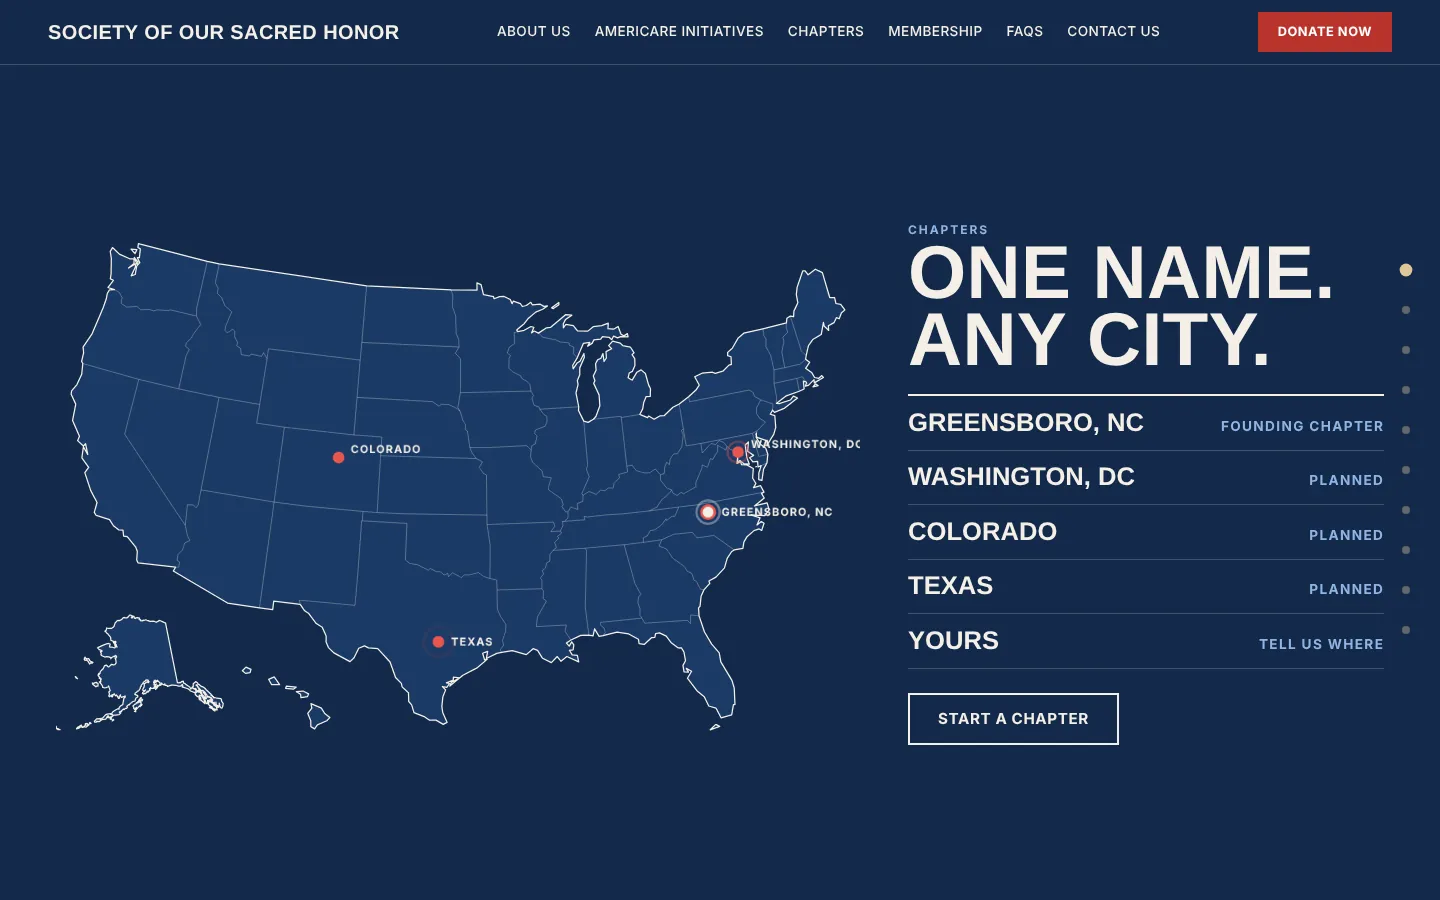 SOCIETY OF OUR SACRED HONOR
ABOUT US
AMERICARE INITIATIVES
CHAPTERS
MEMBERSHIP
FAQS
CONTACT US
DONATE NOW
COLORADO
WASHINGTON, DC
GREENSBORO, NC
TEXAS
CHAPTERS
ONE NAME.
ANY CITY.
GREENSBORO, NC FOUNDING CHAPTER
WASHINGTON, DC PLANNED
COLORADO PLANNED
TEXAS PLANNED
YOURS TELL US WHERE
START A CHAPTER